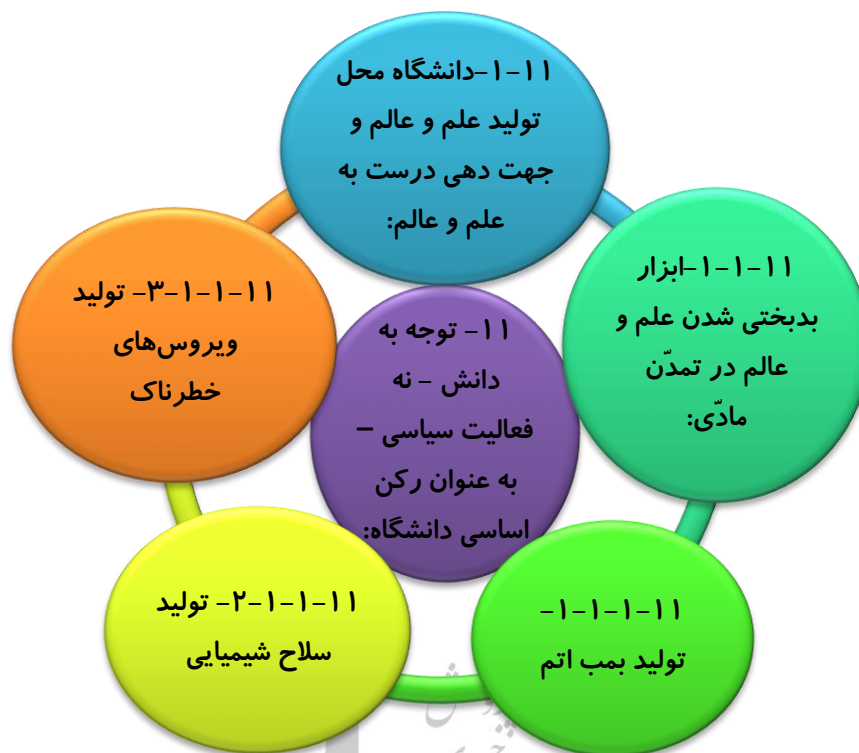 ۱۱-۱-دانشگاه محل
تولید علم و عالم و
جهت دهی درست به
علم و عالم:
۱۱-۱-۱-ابزار
بدبختی شدن علم و
عالم در تمدّن
مادّی:
۱۱-۱-۱-۱-
تولید بمب اتم
۱۱-۱-۱-۲- تولید
سلاح شیمیایی
۱۱-۱-۱-۳- تولید
ویروس‌های
خطرناک
۱۱- توجه به
دانش – نه
فعالیت سیاسی –
به عنوان رکن
اساسی دانشگاه: